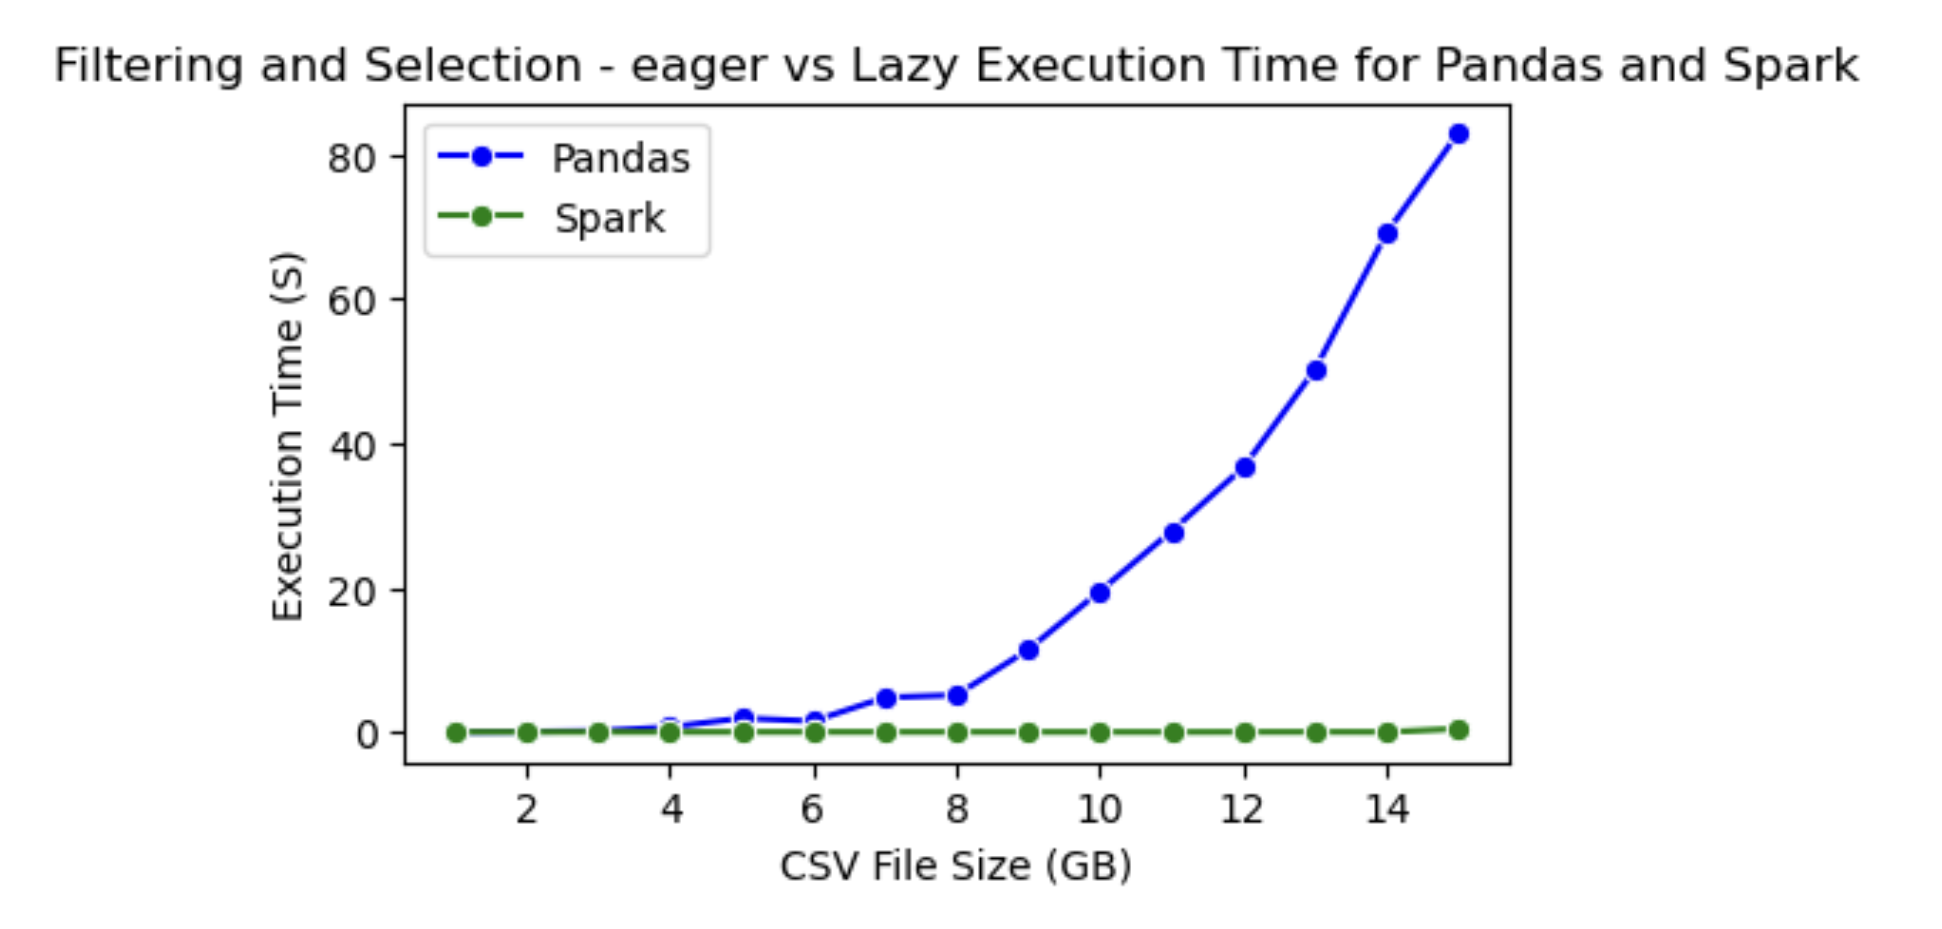 Filtering and Selection - eager vs Lazy Execution Time for Pandas and Spark
Pandas
Spark
Execution Time (S)
80
60
40
20
0
2 4 6 8 10 12 14
CSV File Size (GB)